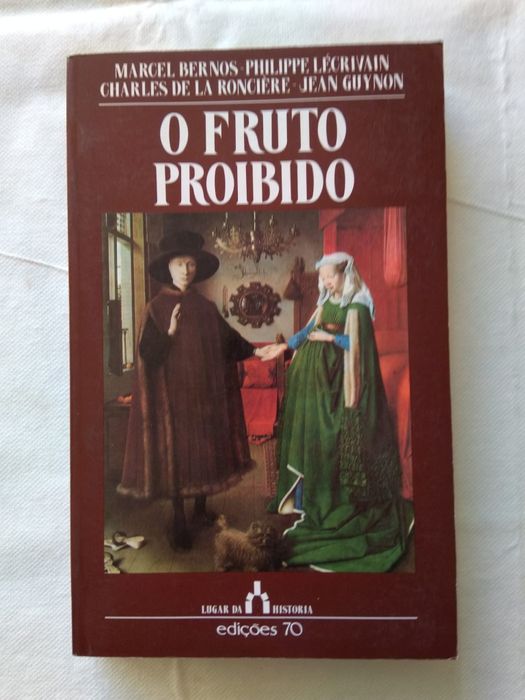 MARCEL BERNOS · PHILIPPE LÉCRIVAIN
CHARLES DE LA RONCIÈRE · JEAN GUYNON
O FRUTO
PROIBIDO
LUGAR DA HISTÓRIA
edições 70